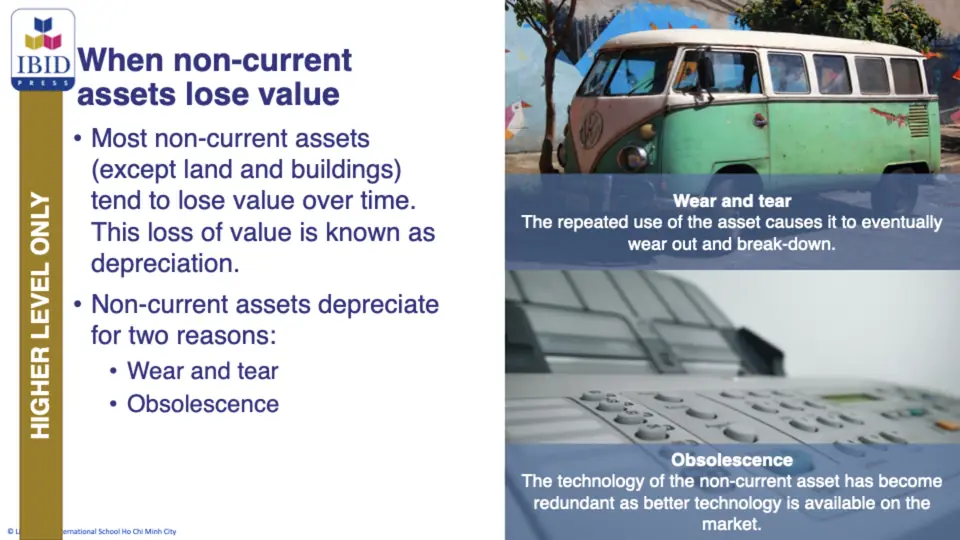 IBID
PRESS
When non-current
assets lose value
• Most non-current assets
(except land and buildings)
tend to lose value over time.
This loss of value is known as
depreciation.
• Non-current assets depreciate
for two reasons:
• Wear and tear
• Obsolescence
HIGHER LEVEL ONLY
Wear and tear
The repeated use of the asset causes it to eventually
wear out and break-down.
Obsolescence
The technology of the non-current asset has become
redundant as better technology is available on the
market.
© L ernational School Ho Chi Minh City